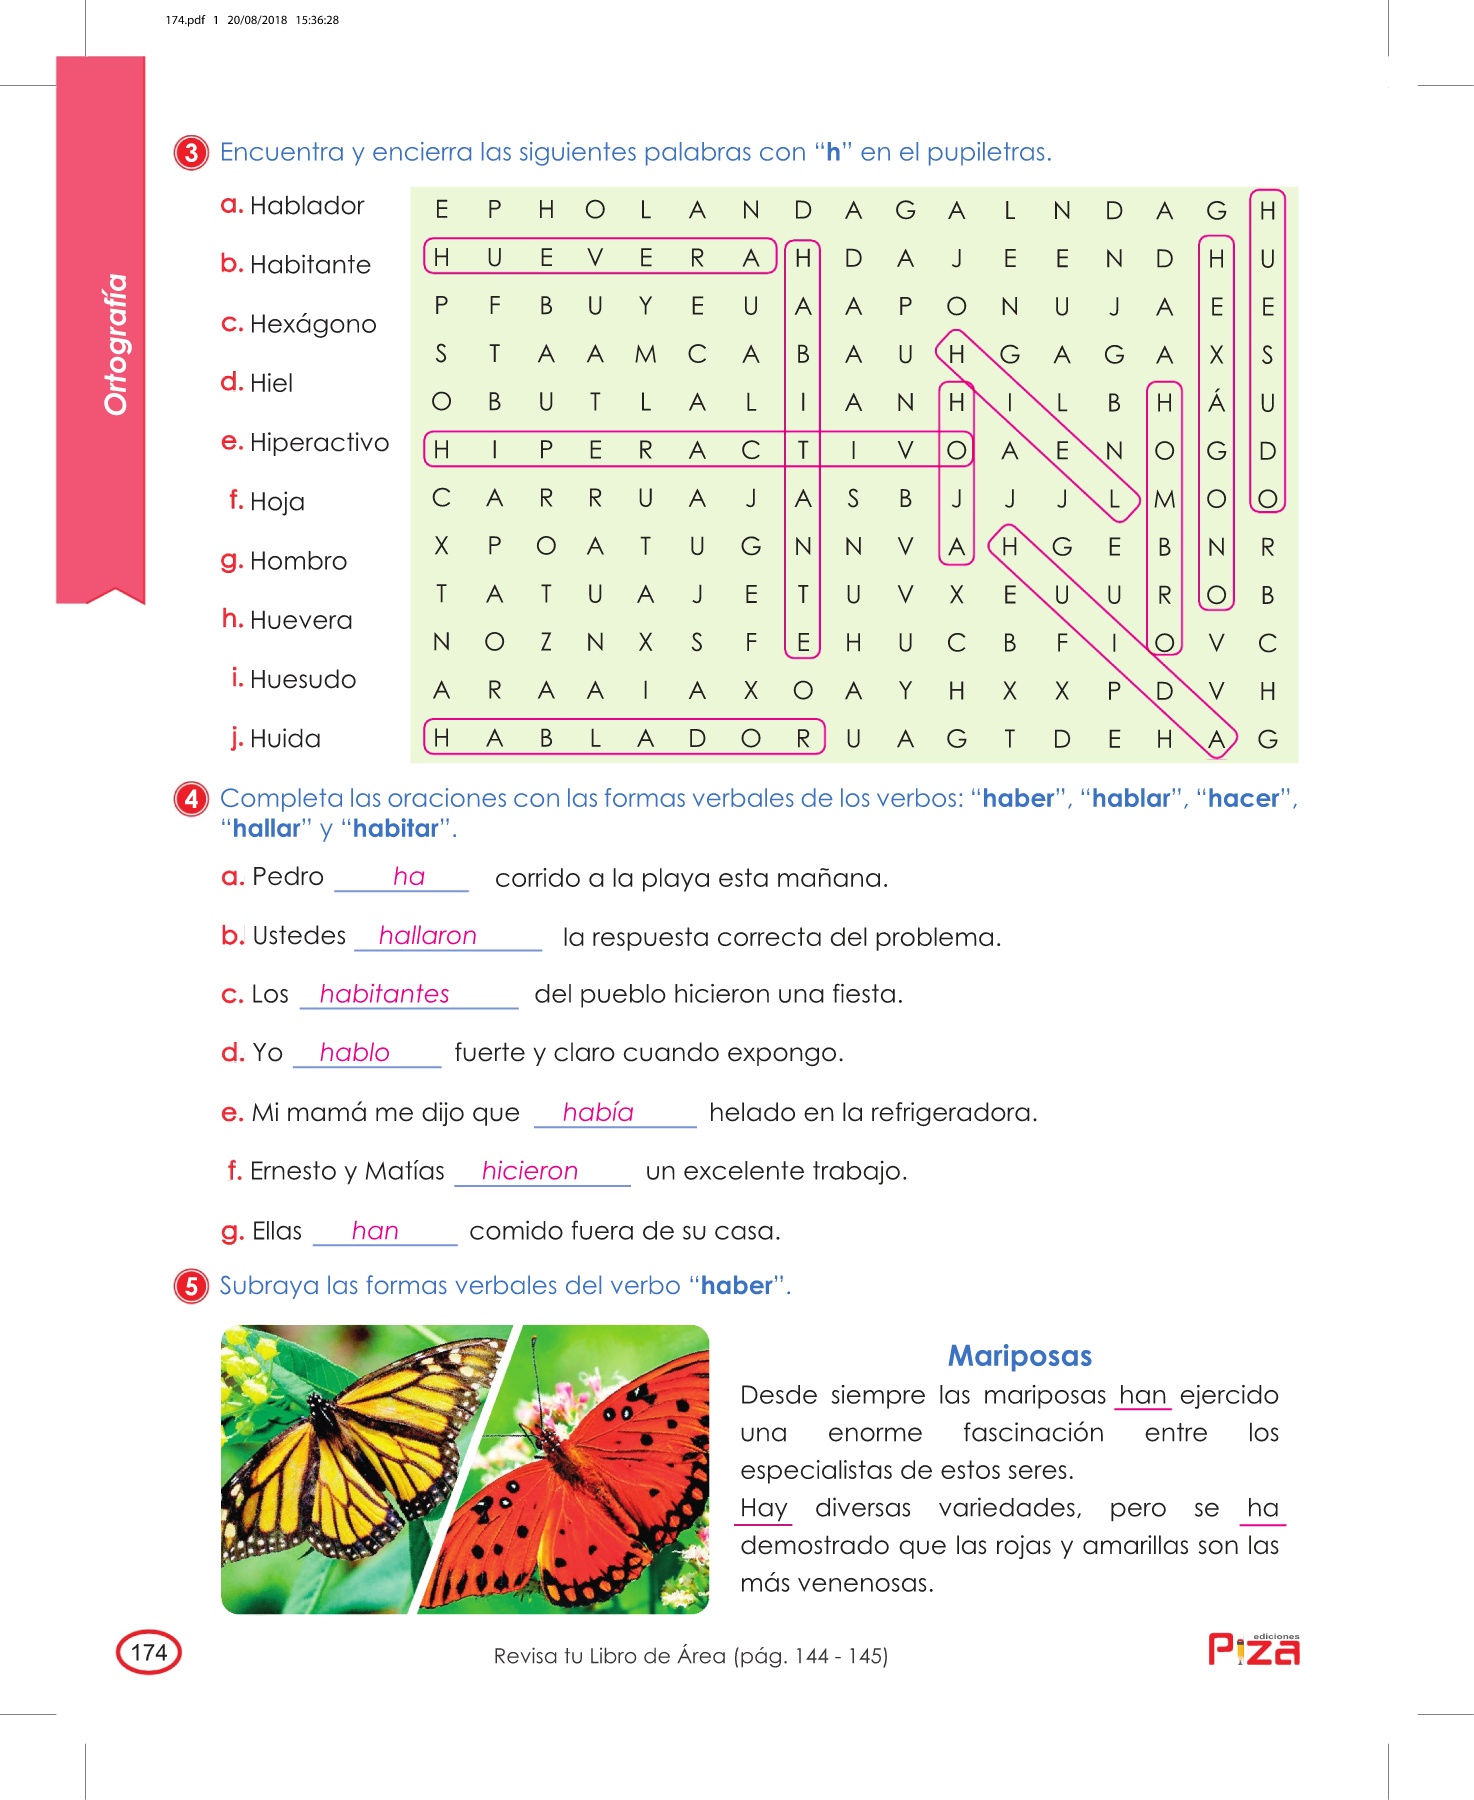 174.pdf 1 20/08/2018 15:36:28
Ortografía
3 Encuentra y encierra las siguientes palabras con “h” en el pupiletras.
a. Hablador
b. Habitante
c. Hexágono
d. Hiel
e. Hiperactivo
f. Hoja
g. Hombro
h. Huevera
i. Huesudo
j. Huida
E P H O L A N D A G A L N D A G H
H U E V E R A H D A J E E N D H U
P F B U Y E U A A P O N U J A E E
S T A A M C A B A U H G A G A X S
O B U T L A L I A N H I L B H Á U
H I P E R A C T I V O A E N O G D
C A R R U A J A S B J J J L M O O
X P O A T U G N N V A H G E B N R
T A T U A J E T U V X E U U R O B
N O Z N X S F E H U C B F I O V C
A R A A I A X O A Y H X X P D V H
H A B L A D O R U A G T D E H A G
4 Completa las oraciones con las formas verbales de los verbos: “haber”, “hablar”, “hacer”,
“hallar” y “habitar”.
a. Pedro ha corrido a la playa esta mañana.
b. Ustedes hallaron la respuesta correcta del problema.
c. Los habitantes del pueblo hicieron una fiesta.
d. Yo hablo fuerte y claro cuando expongo.
e. Mi mamá me dijo que había helado en la refrigeradora.
f. Ernesto y Matías hicieron un excelente trabajo.
g. Ellas han comido fuera de su casa.
5 Subraya las formas verbales del verbo “haber”.
Mariposas
Desde siempre las mariposas han ejercido
una enorme fascinación entre los
especialistas de estos seres.
Hay diversas variedades, pero se ha
demostrado que las rojas y amarillas son las
más venenosas.
174
Revisa tu Libro de Área (pág. 144 - 145)
ediciones
Piza